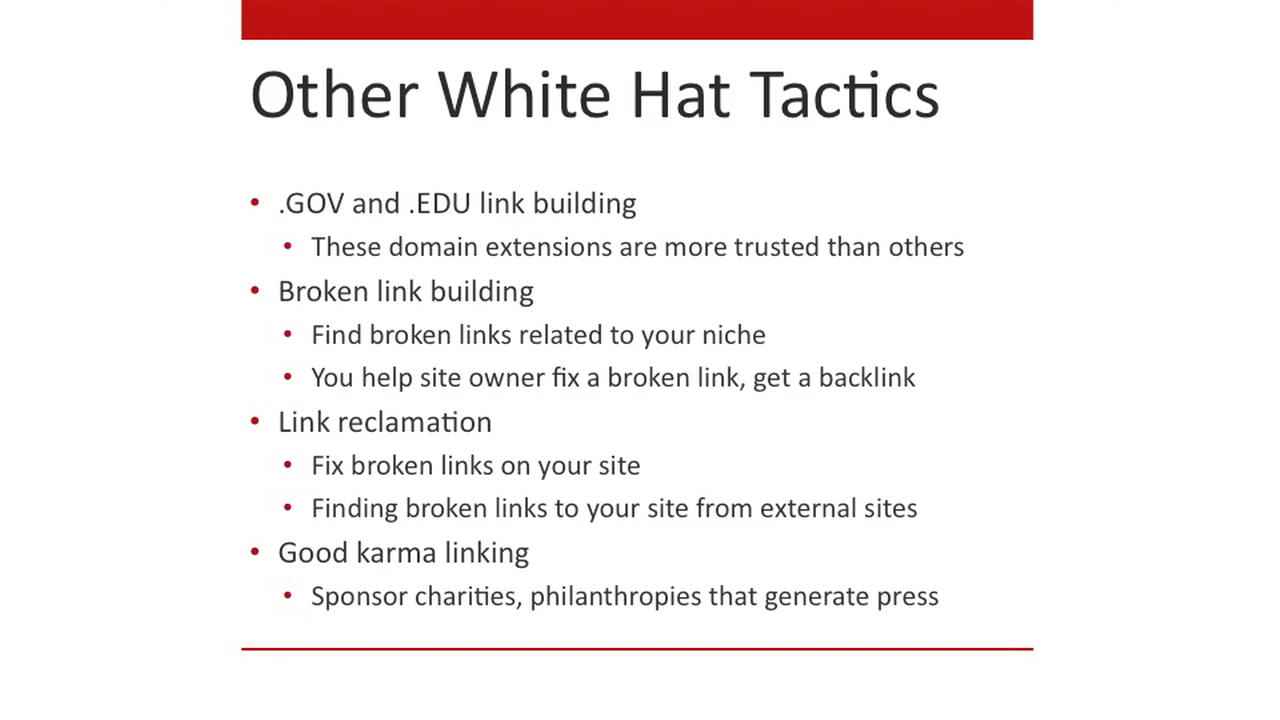 Other White Hat Tactics
• .GOV and .EDU link building
• These domain extensions are more trusted than others
• Broken link building
• Find broken links related to your niche
• You help site owner fix a broken link, get a backlink
• Link reclamation
• Fix broken links on your site
• Finding broken links to your site from external sites
• Good karma linking
• Sponsor charities, philanthropies that generate press